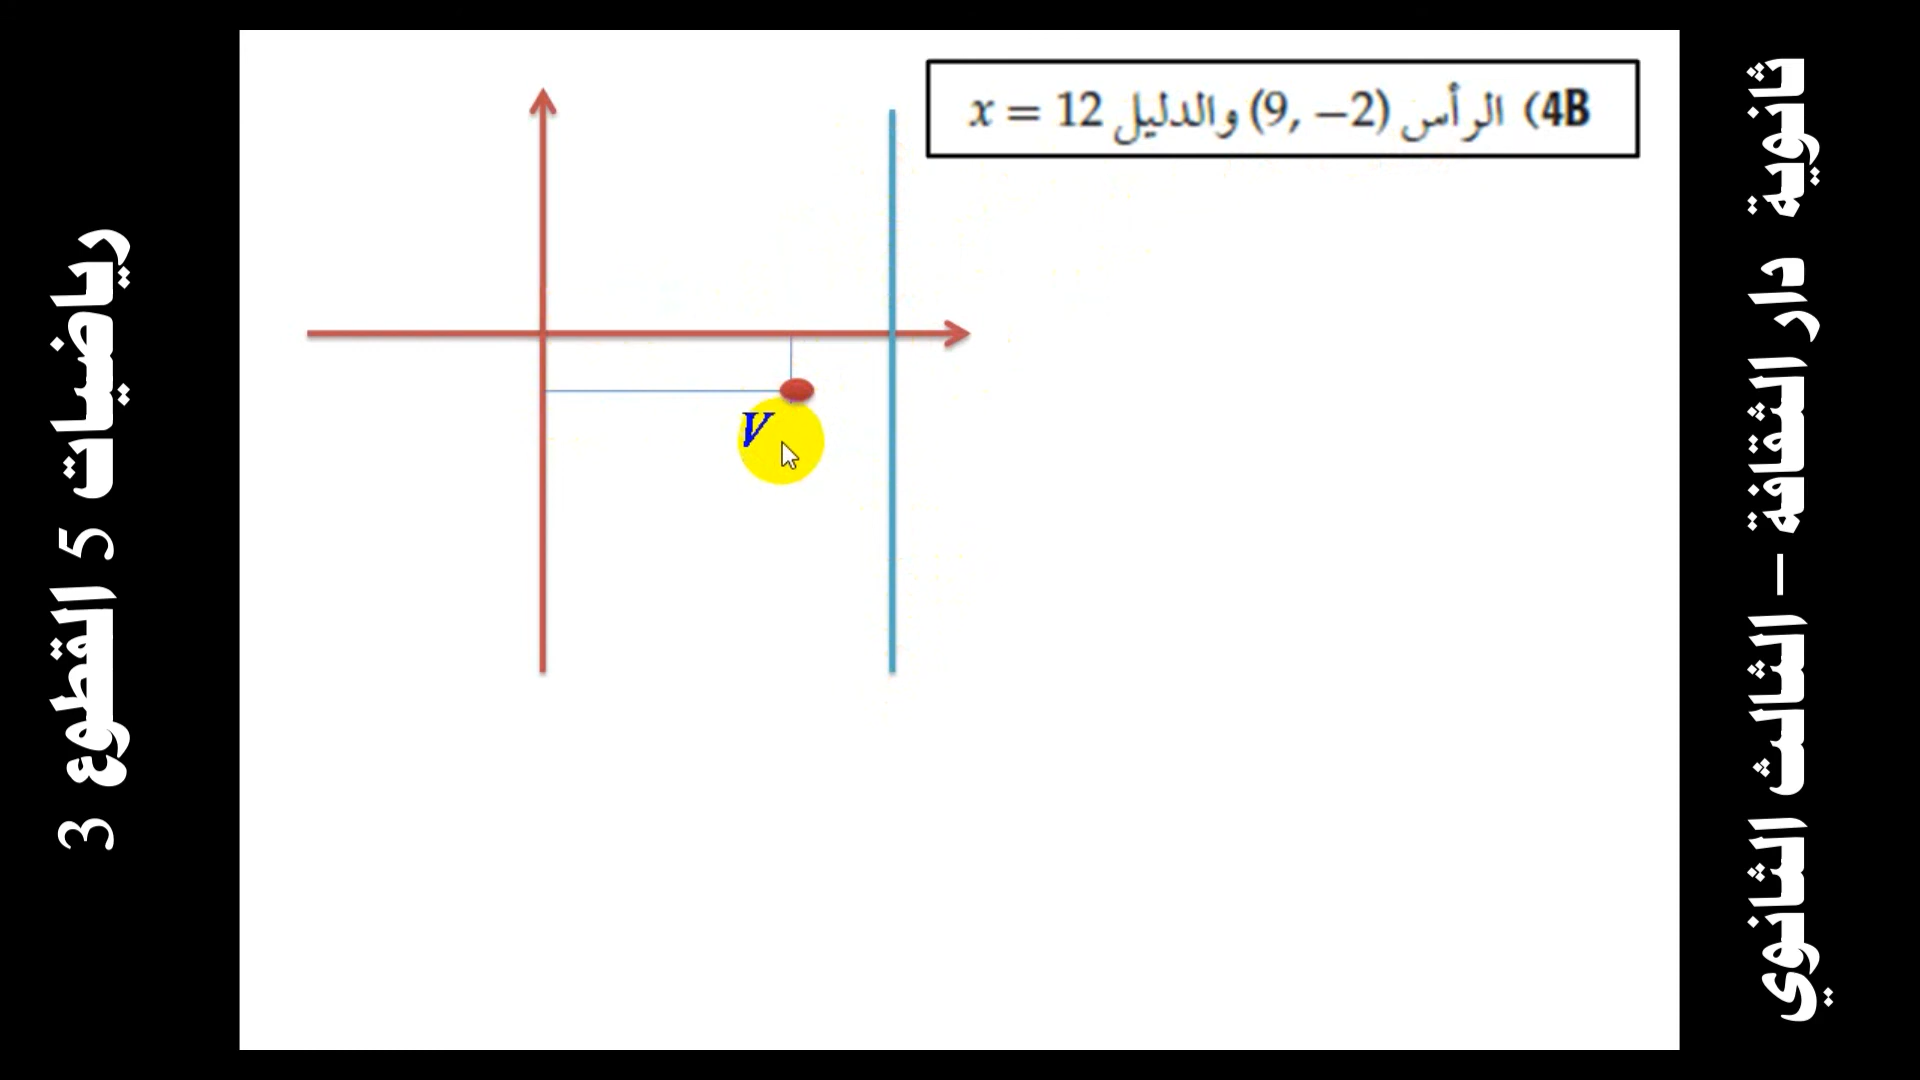 4B) الرأس (9, −2) والدليل x = 12
V
ثانوية دار الثقافة – الثالث الثانوي
رياضيات 5 القطوع 3